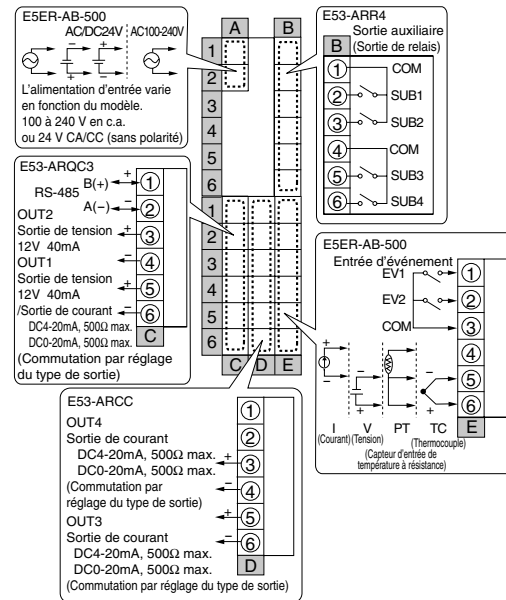 E5ER-AB-500
AC/DC24V AC100-240V
L'alimentation d'entrée varie
en fonction du modèle.
100 à 240 V en c.a.
ou 24 V CA/CC (sans polarité)
A B
1
2
3
4
5
6
1
2
3
4
5
6
C D E
E53-ARR4
Sortie auxiliaire
(Sortie de relais)
B
1 COM
2 SUB1
3 SUB2
4 COM
5 SUB3
6 SUB4
E53-ARQC3
RS-485
B(+) + 1
A(−) − 2
OUT2
Sortie de tension
12V 40mA
+ 3
− 4
OUT1
Sortie de tension
12V 40mA
/Sortie de courant
+ 5
− 6
DC4-20mA, 500Ω max.
DC0-20mA, 500Ω max.
C
(Commutation par réglage
du type de sortie)
E5ER-AB-500
Entrée d'événement
EV1 1
EV2 2
COM 3
4
5
6
E
+ − − +
− + +
I V PT TC
(Courant) (Tension) (Thermocouple)
(Capteur d'entrée de
température à résistance)
E53-ARCC
1
OUT4
2
Sortie de courant
DC4-20mA, 500Ω max.
+ 3
DC0-20mA, 500Ω max.
(Commutation par
− 4
réglage du type de sortie)
OUT3
+ 5
Sortie de courant
− 6
DC4-20mA, 500Ω max.
DC0-20mA, 500Ω max.
D
(Commutation par réglage du type de sortie)